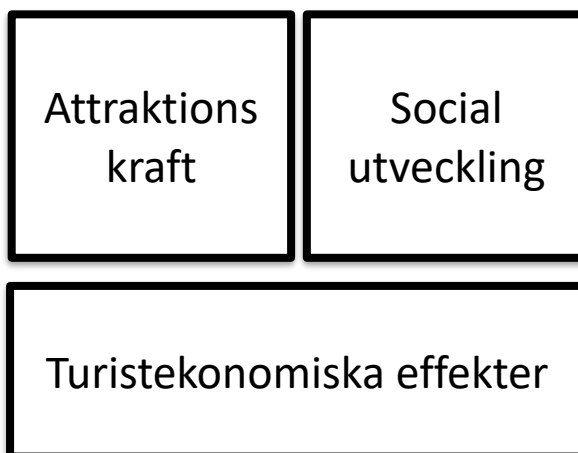 Attraktions
kraft
Social
utveckling
Turistekonomiska effekter